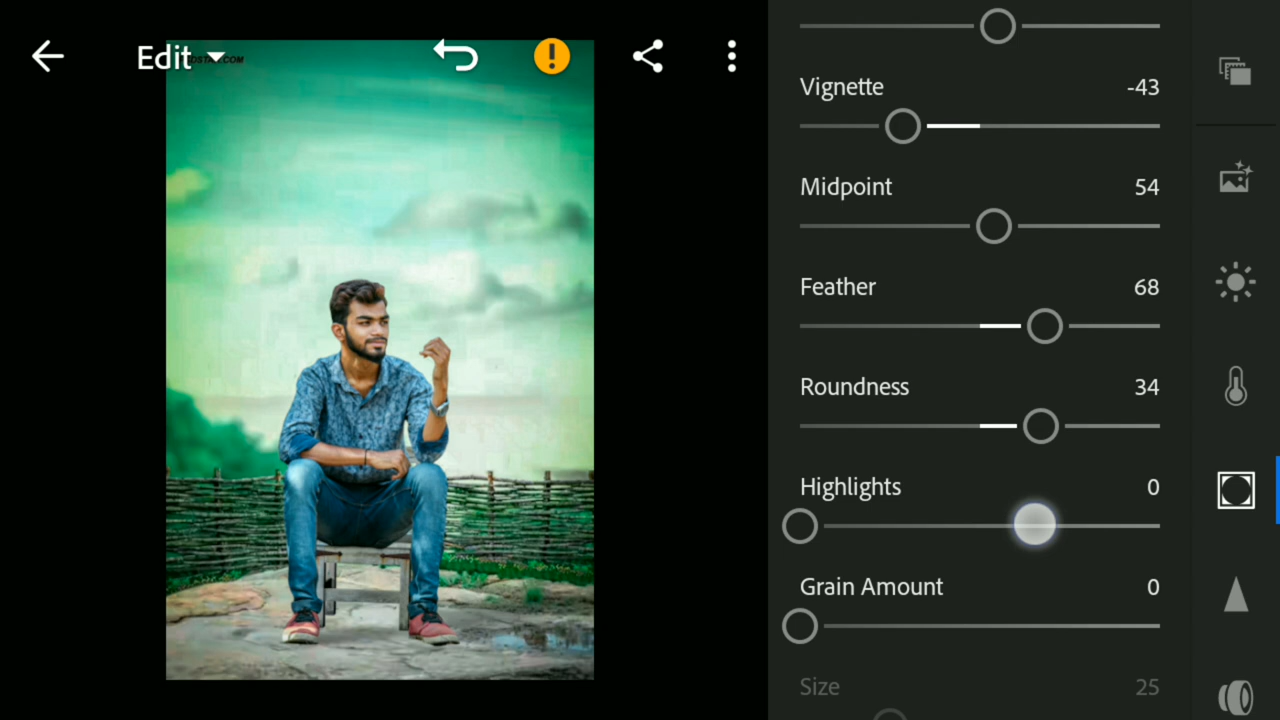 Edit
Vignette -43
Midpoint 54
Feather 68
Roundness 34
Highlights 0
Grain Amount 0
Size 25